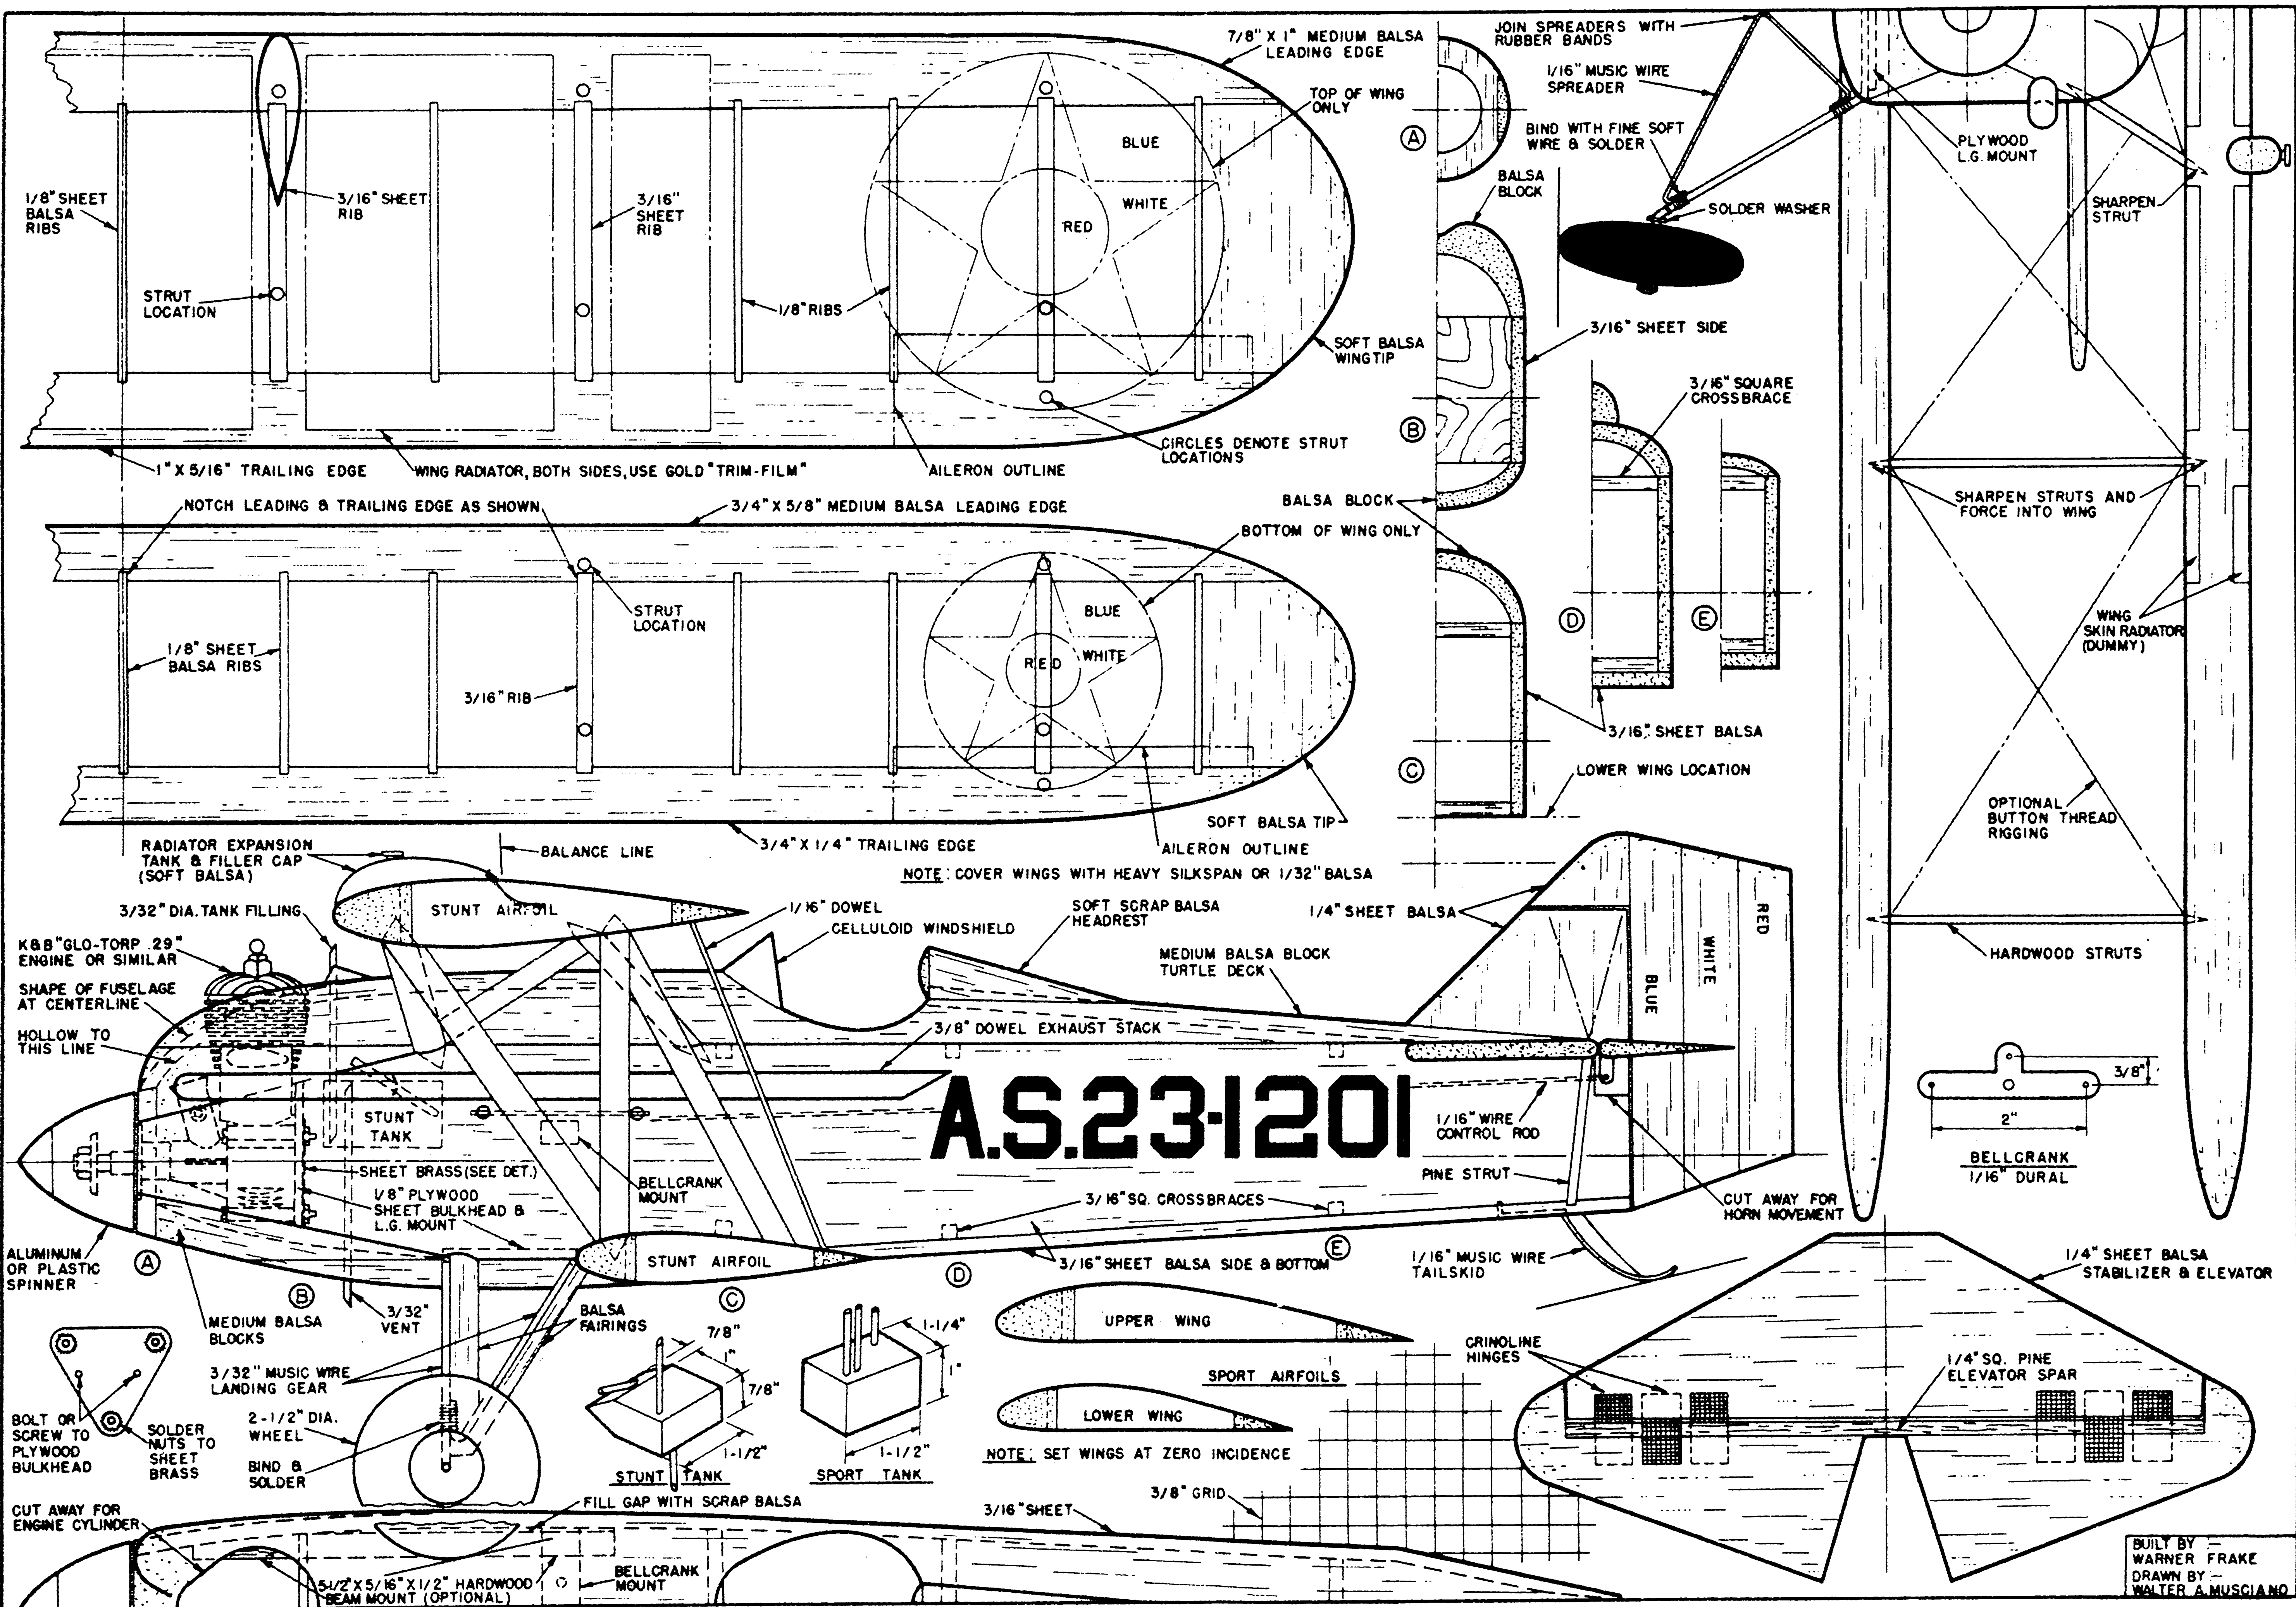 7/8" X 1" MEDIUM BALSA
LEADING EDGE
TOP OF WING
ONLY
BLUE
WHITE
RED
1/8" SHEET
BALSA
RIBS
3/16" SHEET
RIB
3/16"
SHEET
RIB
STRUT
LOCATION
1/8" RIBS
SOFT BALSA
WINGTIP
CIRCLES DENOTE STRUT
LOCATIONS
1" X 5/16" TRAILING EDGE
WING RADIATOR, BOTH SIDES, USE GOLD "TRIM-FILM"
AILERON OUTLINE
NOTCH LEADING & TRAILING EDGE AS SHOWN
3/4" X 5/8" MEDIUM BALSA LEADING EDGE
BOTTOM OF WING ONLY
STRUT
LOCATION
BLUE
RED
WHITE
1/8" SHEET
BALSA RIBS
3/16" RIB
SOFT BALSA TIP
3/4" X 1/4" TRAILING EDGE
AILERON OUTLINE
NOTE: COVER WINGS WITH HEAVY SILKSPAN OR 1/32" BALSA
JOIN SPREADERS WITH
RUBBER BANDS
1/16" MUSIC WIRE
SPREADER
BIND WITH FINE SOFT
WIRE & SOLDER
A
BALSA
BLOCK
SOLDER WASHER
PLYWOOD
L.G. MOUNT
SHARPEN
STRUT
3/16" SHEET SIDE
3/16" SQUARE
CROSSBRACE
B
BALSA BLOCK
D
E
SHARPEN STRUTS AND
FORCE INTO WING
WING
SKIN RADIATOR
(DUMMY)
3/16" SHEET BALSA
C
LOWER WING LOCATION
OPTIONAL
BUTTON THREAD
RIGGING
HARDWOOD STRUTS
RADIATOR EXPANSION
TANK & FILLER CAP
(SOFT BALSA)
BALANCE LINE
3/32" DIA. TANK FILLING
STUNT AIRFOIL
1/16" DOWEL
CELLULOID WINDSHIELD
SOFT SCRAP BALSA
HEADREST
1/4" SHEET BALSA
K&B "GLO-TORP .29"
ENGINE OR SIMILAR
MEDIUM BALSA BLOCK
TURTLE DECK
SHAPE OF FUSELAGE
AT CENTERLINE
HOLLOW TO
THIS LINE
3/8" DOWEL EXHAUST STACK
BLUE
WHITE
RED
STUNT
TANK
A.S.23-1201
1/16" WIRE
CONTROL ROD
SHEET BRASS (SEE DET.)
BELLCRANK
MOUNT
PINE STRUT
1/8" PLYWOOD
SHEET BULKHEAD &
L.G. MOUNT
3/16" SQ. CROSSBRACES
CUT AWAY FOR
HORN MOVEMENT
3/8"
2"
BELLCRANK
1/16" DURAL
ALUMINUM
OR PLASTIC
SPINNER
A
B
C
D
E
STUNT AIRFOIL
3/16" SHEET BALSA SIDE & BOTTOM
1/16" MUSIC WIRE
TAILSKID
MEDIUM BALSA
BLOCKS
3/32"
VENT
BALSA
FAIRINGS
3/32" MUSIC WIRE
LANDING GEAR
2-1/2" DIA.
WHEEL
BIND &
SOLDER
BOLT OR
SCREW TO
PLYWOOD
BULKHEAD
SOLDER
NUTS TO
SHEET
BRASS
7/8"
1"
7/8"
1-1/2"
STUNT TANK
1-1/4"
1"
1-1/2"
SPORT TANK
UPPER WING
SPORT AIRFOILS
LOWER WING
NOTE: SET WINGS AT ZERO INCIDENCE
3/8" GRID
1/4" SHEET BALSA
STABILIZER & ELEVATOR
CRINOLINE
HINGES
1/4" SQ. PINE
ELEVATOR SPAR
CUT AWAY FOR
ENGINE CYLINDER
FILL GAP WITH SCRAP BALSA
3/16" SHEET
5-1/2" X 5/16" X 1/2" HARDWOOD
BEAM MOUNT (OPTIONAL)
BELLCRANK
MOUNT
BUILT BY :-
WARNER FRAKE
DRAWN BY :-
WALTER A. MUSCIANO